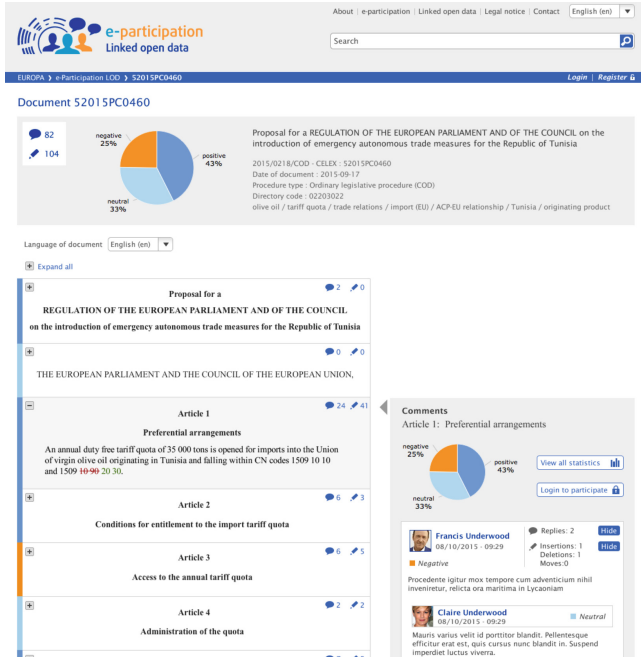 About | e-participation | Linked open data | Legal notice | Contact English (en)
e-participation
Linked open data
Search
EUROPA ❯ e-Participation LOD ❯ 52015PC0460
Login | Register
Document 52015PC0460
82
104
negative
25%
positive
43%
neutral
33%
Proposal for a REGULATION OF THE EUROPEAN PARLIAMENT AND OF THE COUNCIL on the
introduction of emergency autonomous trade measures for the Republic of Tunisia
2015/0218/COD · CELEX : 52015PC0460
Date of document : 2015-09-17
Procedure type : Ordinary legislative procedure (COD)
Directory code : 02203022
olive oil / tariff quota / trade relations / import (EU) / ACP-EU relationship / Tunisia / originating product
Language of document English (en)
Expand all
2 0
Proposal for a
REGULATION OF THE EUROPEAN PARLIAMENT AND OF THE COUNCIL
on the introduction of emergency autonomous trade measures for the Republic of Tunisia
0 0
THE EUROPEAN PARLIAMENT AND THE COUNCIL OF THE EUROPEAN UNION,
24 41
Article 1
Preferential arrangements
An annual duty free tariff quota of 35 000 tons is opened for imports into the Union
of virgin olive oil originating in Tunisia and falling within CN codes 1509 10 10
and 1509 10 90 20 30.
6 3
Article 2
Conditions for entitlement to the import tariff quota
6 5
Article 3
Access to the annual tariff quota
2 2
Article 4
Administration of the quota
Comments
Article 1: Preferential arrangements
negative
25%
positive
43%
neutral
33%
View all statistics
Login to participate
Francis Underwood
08/10/2015 - 09:29
Negative
Replies: 2 Hide
Insertions: 1 Hide
Deletions: 1
Moves:0
Procedente igitur mox tempore cum adventicium nihil
inveniretur, relicta ora maritima in Lycaoniam
Claire Underwood
08/10/2015 - 09:29
Neutral
Mauris varius velit id porttitor blandit. Pellentesque
efficitur erat est, quis cursus nunc blandit in. Suspend
imperdiet luctus viverra.